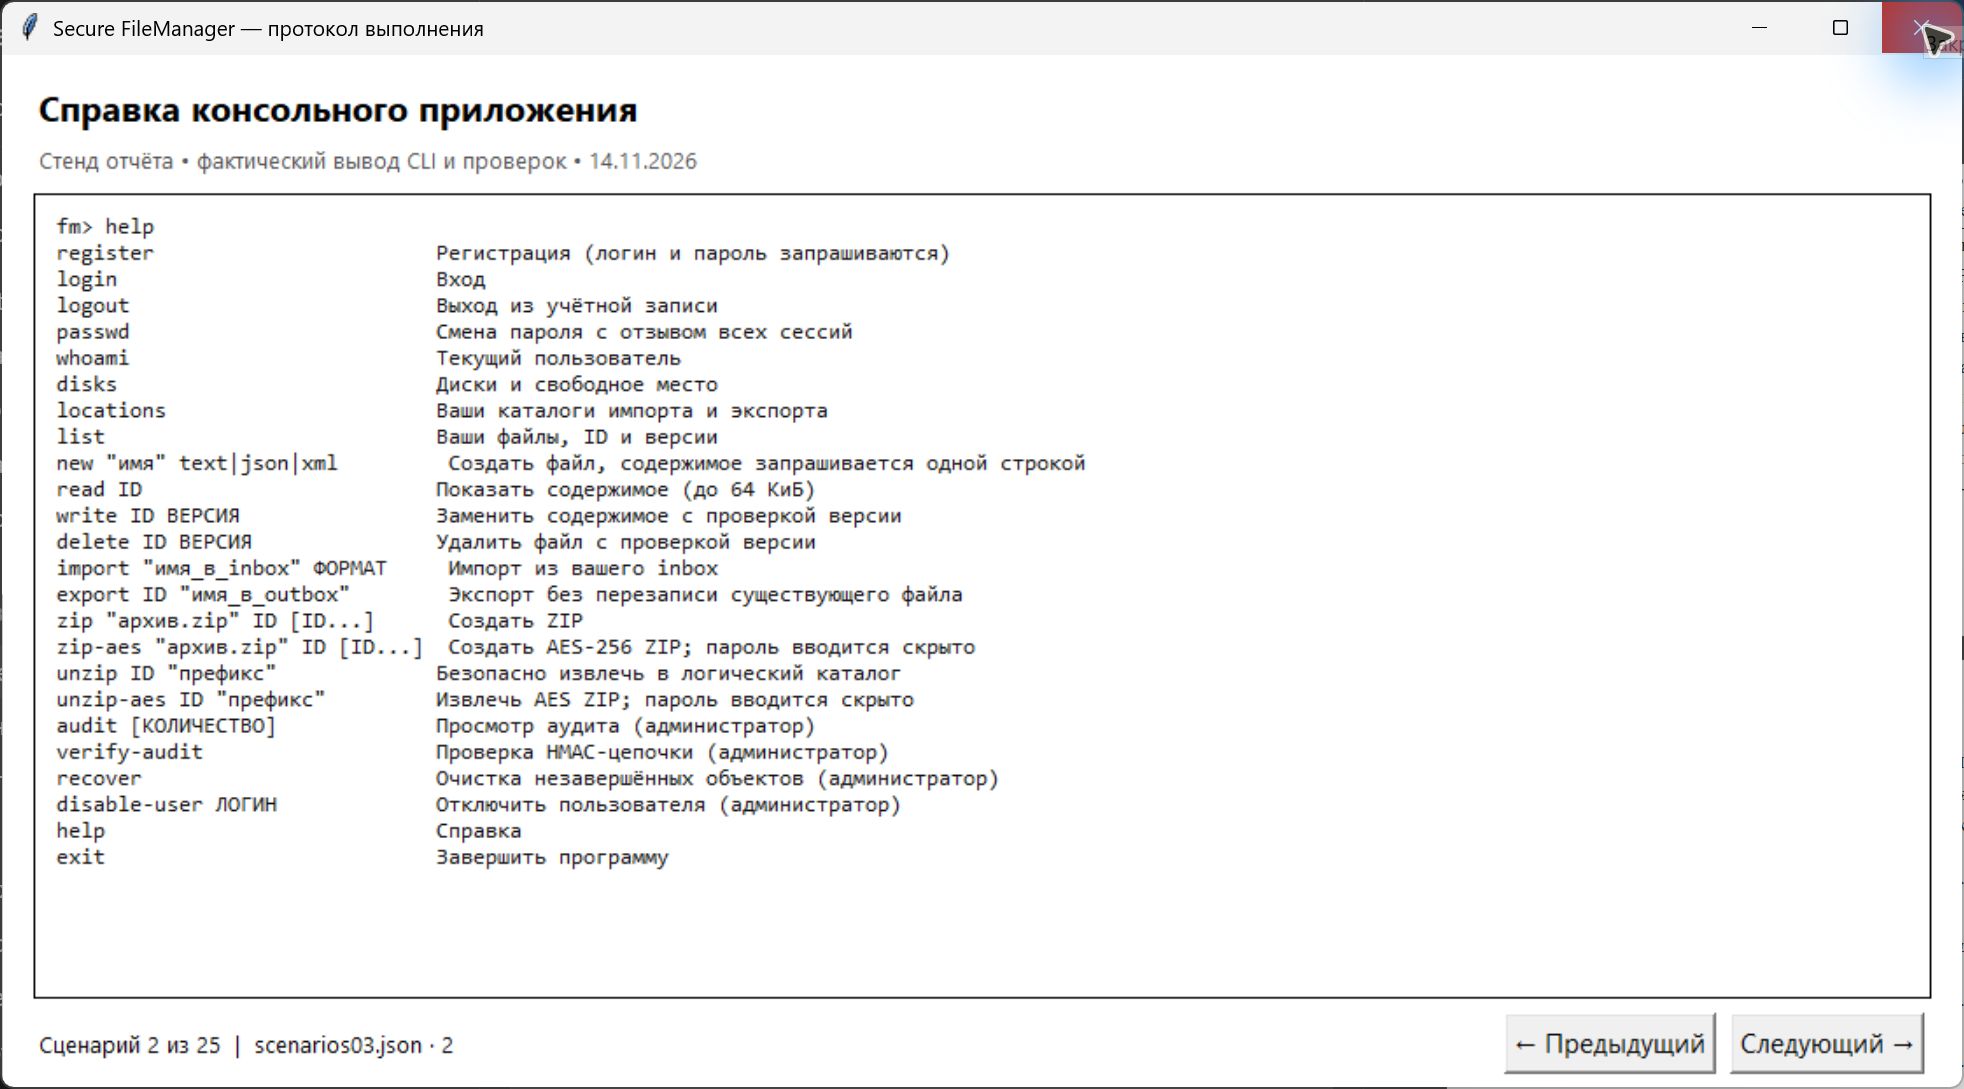 Secure FileManager — протокол выполнения
Справка консольного приложения
Стенд отчёта • фактический вывод CLI и проверок • 14.11.2026
fm> help
register Регистрация (логин и пароль запрашиваются)
login Вход
logout Выход из учётной записи
passwd Смена пароля с отзывом всех сессий
whoami Текущий пользователь
disks Диски и свободное место
locations Ваши каталоги импорта и экспорта
list Ваши файлы, ID и версии
new "имя" text|json|xml Создать файл, содержимое запрашивается одной строкой
read ID Показать содержимое (до 64 КиБ)
write ID ВЕРСИЯ Заменить содержимое с проверкой версии
delete ID ВЕРСИЯ Удалить файл с проверкой версии
import "имя_в_inbox" ФОРМАТ Импорт из вашего inbox
export ID "имя_в_outbox" Экспорт без перезаписи существующего файла
zip "архив.zip" ID [ID...] Создать ZIP
zip-aes "архив.zip" ID [ID...] Создать AES-256 ZIP; пароль вводится скрыто
unzip ID "префикс" Безопасно извлечь в логический каталог
unzip-aes ID "префикс" Извлечь AES ZIP; пароль вводится скрыто
audit [КОЛИЧЕСТВО] Просмотр аудита (администратор)
verify-audit Проверка HMAC-цепочки (администратор)
recover Очистка незавершённых объектов (администратор)
disable-user ЛОГИН Отключить пользователя (администратор)
help Справка
exit Завершить программу
Сценарий 2 из 25 | scenarios03.json · 2
← Предыдущий
Следующий →